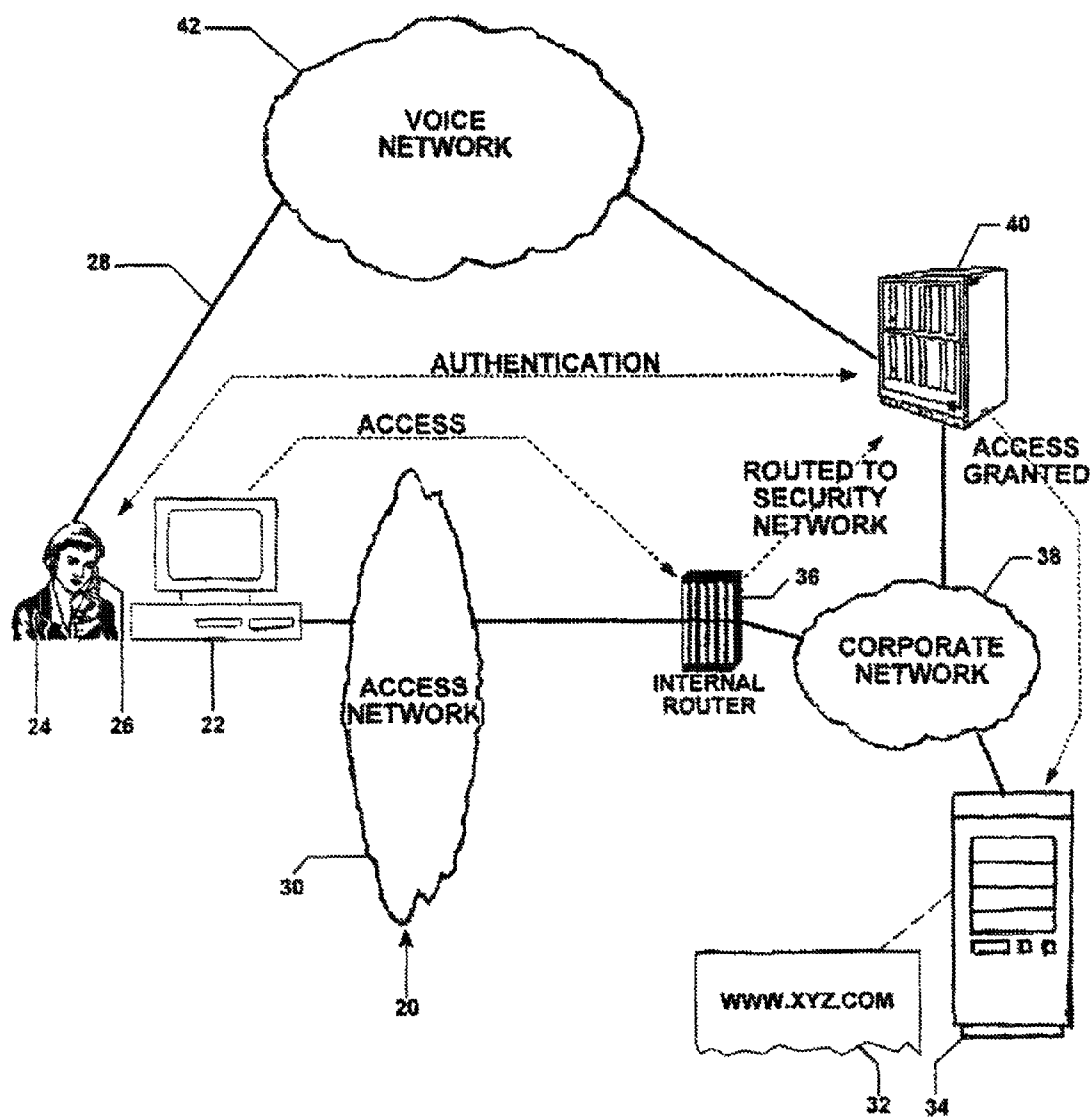 42
VOICE
NETWORK
28
40
AUTHENTICATION
ACCESS
ROUTED TO
SECURITY
NETWORK
ACCESS
GRANTED
36
38
CORPORATE
NETWORK
24
26
22
ACCESS
NETWORK
INTERNAL
ROUTER
30
20
WWW.XYZ.COM
32
34